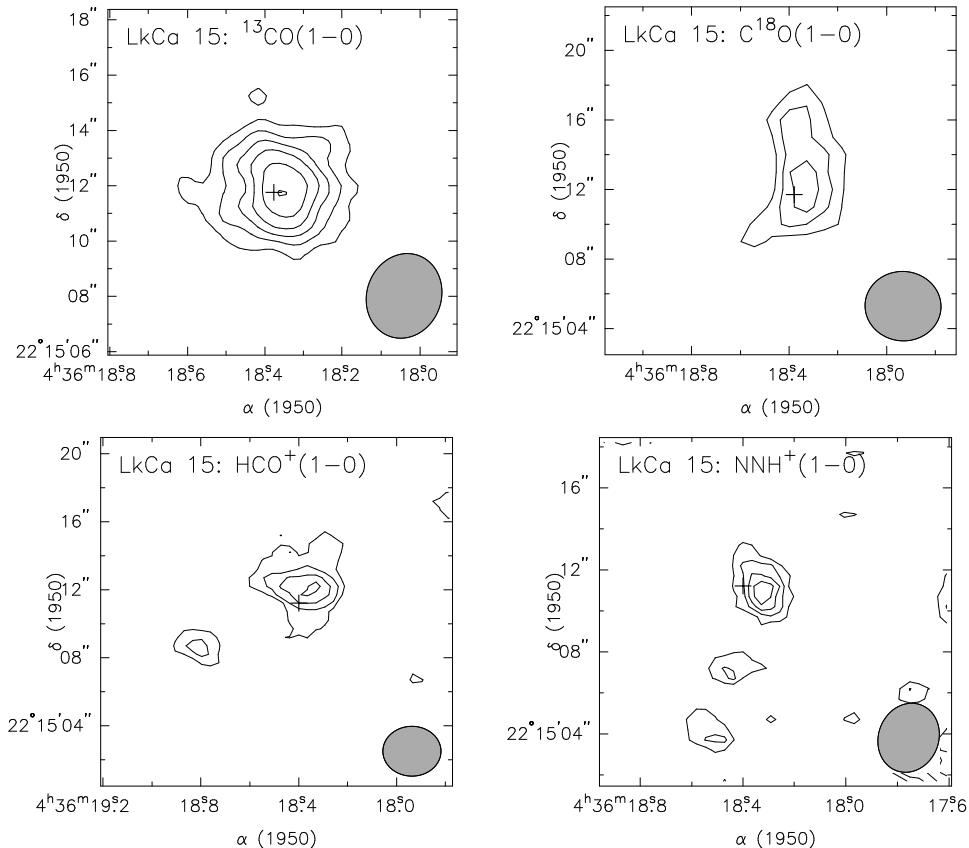 LkCa 15: ¹³CO(1−0)
18″
16″
14″
12″
10″
08″
22°15′06″
δ (1950)
4ʰ36ᵐ18ˢ.8
18ˢ.6
18ˢ.4
18ˢ.2
18ˢ.0
α (1950)
LkCa 15: C¹⁸O(1−0)
20″
16″
12″
08″
22°15′04″
δ (1950)
4ʰ36ᵐ18ˢ.8
18ˢ.4
18ˢ.0
α (1950)
LkCa 15: HCO⁺(1−0)
20″
16″
12″
08″
22°15′04″
δ (1950)
4ʰ36ᵐ19ˢ.2
18ˢ.8
18ˢ.4
18ˢ.0
α (1950)
LkCa 15: NNH⁺(1−0)
16″
12″
08″
22°15′04″
δ (1950)
4ʰ36ᵐ18ˢ.8
18ˢ.4
18ˢ.0
17ˢ.6
α (1950)